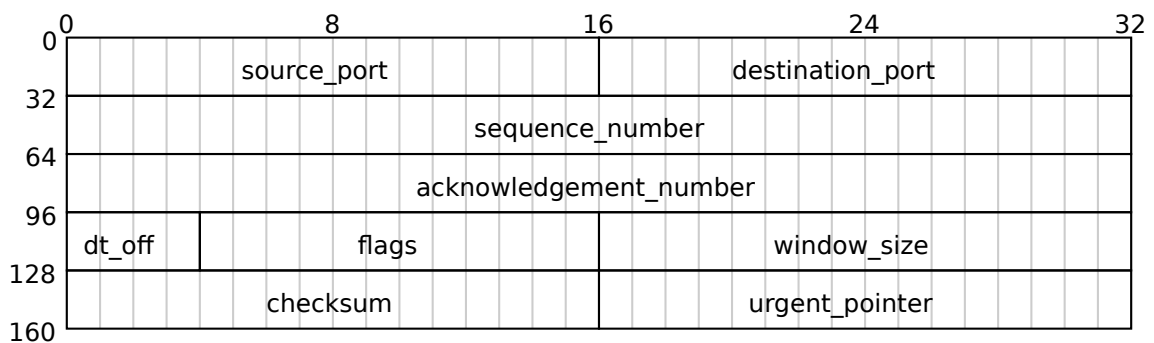 0 8 16 24 32
0
source_port destination_port
32
sequence_number
64
acknowledgement_number
96
dt_off flags window_size
128
checksum urgent_pointer
160